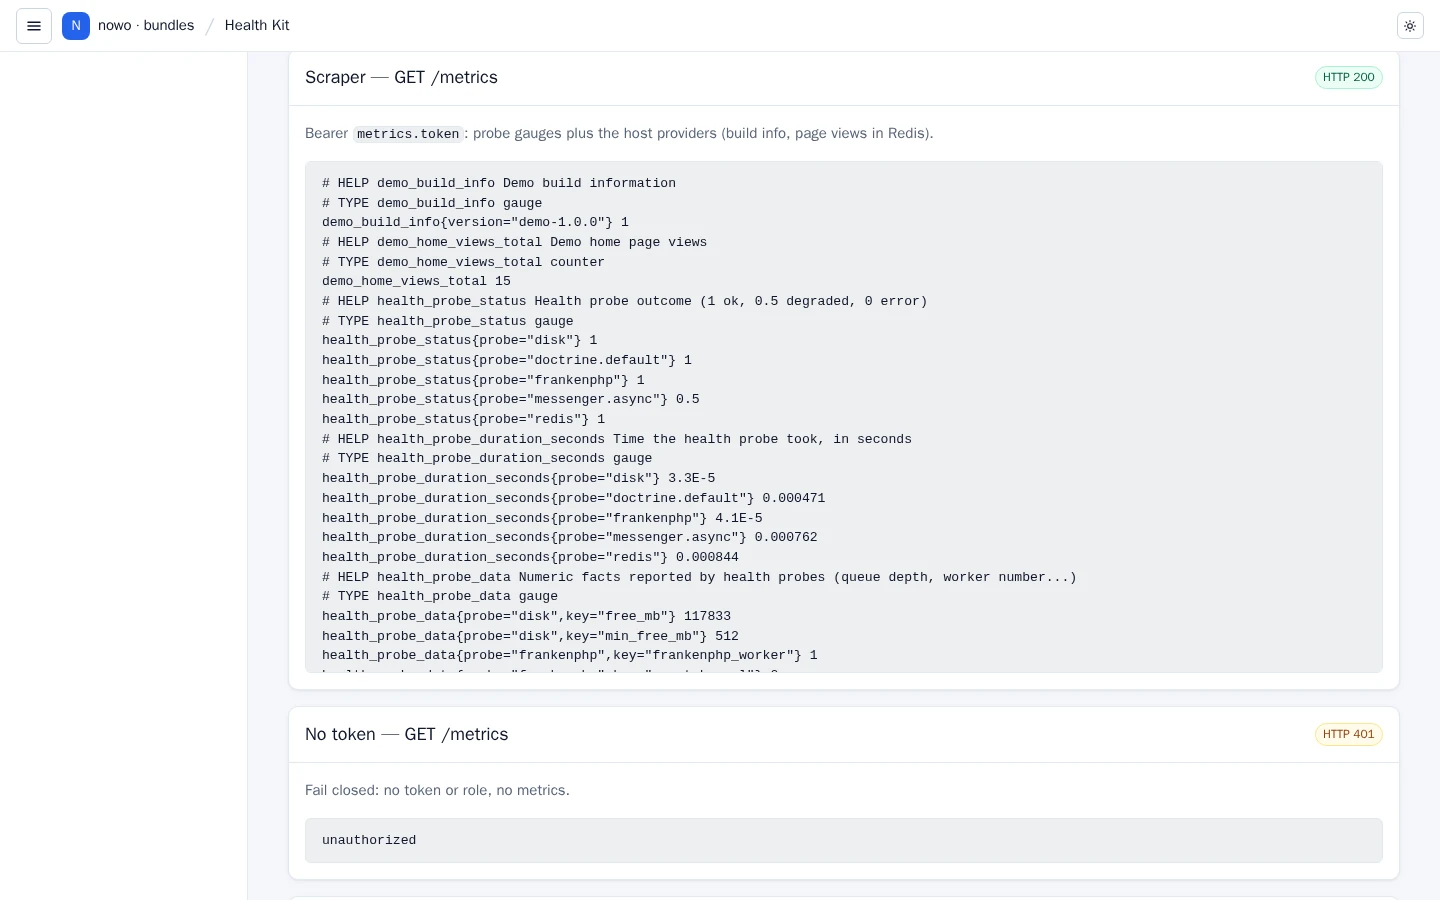 N nowo · bundles / Health Kit
Scraper — GET /metrics
HTTP 200
Bearer metrics.token: probe gauges plus the host providers (build info, page views in Redis).
# HELP demo_build_info Demo build information
# TYPE demo_build_info gauge
demo_build_info{version="demo-1.0.0"} 1
# HELP demo_home_views_total Demo home page views
# TYPE demo_home_views_total counter
demo_home_views_total 15
# HELP health_probe_status Health probe outcome (1 ok, 0.5 degraded, 0 error)
# TYPE health_probe_status gauge
health_probe_status{probe="disk"} 1
health_probe_status{probe="doctrine.default"} 1
health_probe_status{probe="frankenphp"} 1
health_probe_status{probe="messenger.async"} 0.5
health_probe_status{probe="redis"} 1
# HELP health_probe_duration_seconds Time the health probe took, in seconds
# TYPE health_probe_duration_seconds gauge
health_probe_duration_seconds{probe="disk"} 3.3E-5
health_probe_duration_seconds{probe="doctrine.default"} 0.000471
health_probe_duration_seconds{probe="frankenphp"} 4.1E-5
health_probe_duration_seconds{probe="messenger.async"} 0.000762
health_probe_duration_seconds{probe="redis"} 0.000844
# HELP health_probe_data Numeric facts reported by health probes (queue depth, worker number...)
# TYPE health_probe_data gauge
health_probe_data{probe="disk",key="free_mb"} 117833
health_probe_data{probe="disk",key="min_free_mb"} 512
health_probe_data{probe="frankenphp",key="frankenphp_worker"} 1
No token — GET /metrics
HTTP 401
Fail closed: no token or role, no metrics.
unauthorized